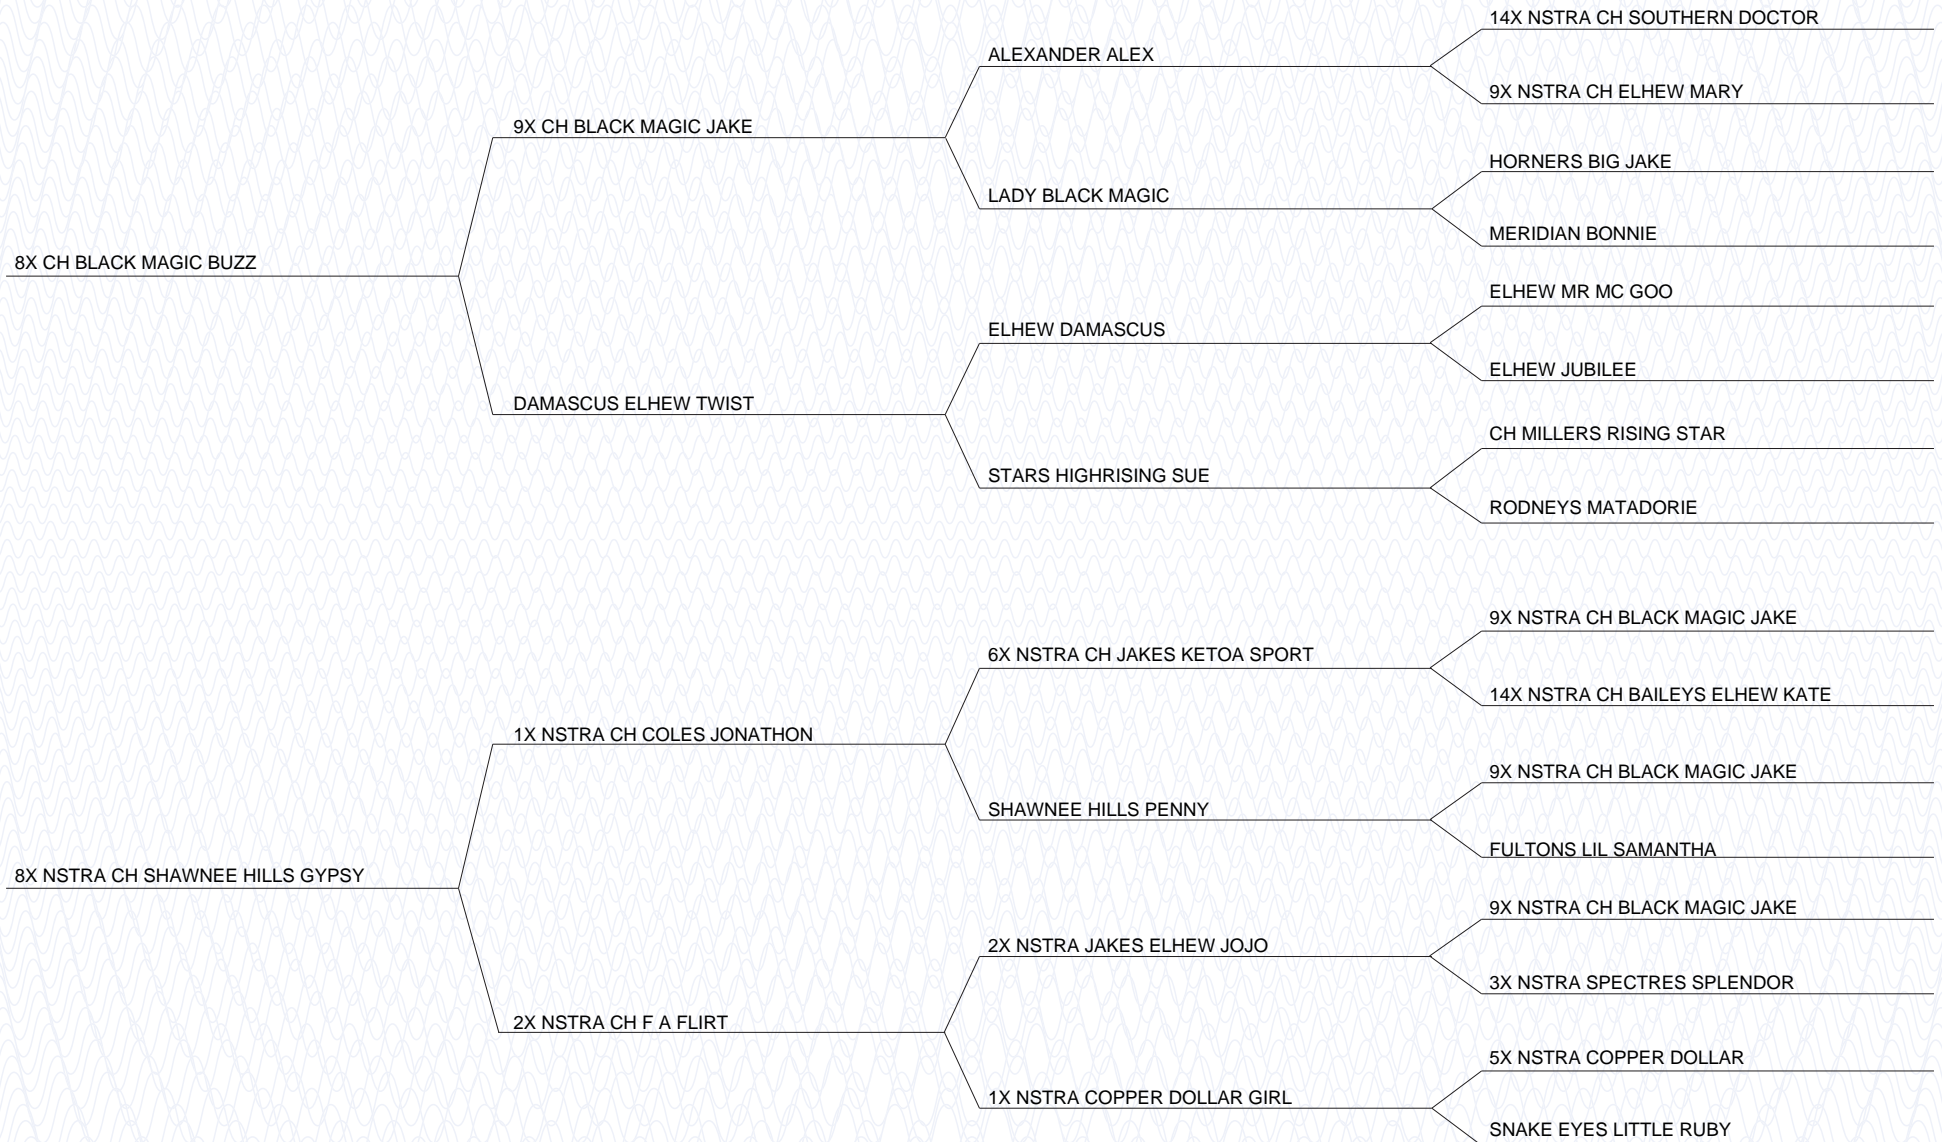 14X NSTRA CH SOUTHERN DOCTOR
ALEXANDER ALEX
9X NSTRA CH ELHEW MARY
9X CH BLACK MAGIC JAKE
HORNERS BIG JAKE
LADY BLACK MAGIC
MERIDIAN BONNIE
8X CH BLACK MAGIC BUZZ
ELHEW MR MC GOO
ELHEW DAMASCUS
ELHEW JUBILEE
DAMASCUS ELHEW TWIST
CH MILLERS RISING STAR
STARS HIGHRISING SUE
RODNEYS MATADORIE
9X NSTRA CH BLACK MAGIC JAKE
6X NSTRA CH JAKES KETOA SPORT
14X NSTRA CH BAILEYS ELHEW KATE
1X NSTRA CH COLES JONATHON
9X NSTRA CH BLACK MAGIC JAKE
SHAWNEE HILLS PENNY
FULTONS LIL SAMANTHA
8X NSTRA CH SHAWNEE HILLS GYPSY
9X NSTRA CH BLACK MAGIC JAKE
2X NSTRA JAKES ELHEW JOJO
3X NSTRA SPECTRES SPLENDOR
2X NSTRA CH F A FLIRT
5X NSTRA COPPER DOLLAR
1X NSTRA COPPER DOLLAR GIRL
SNAKE EYES LITTLE RUBY